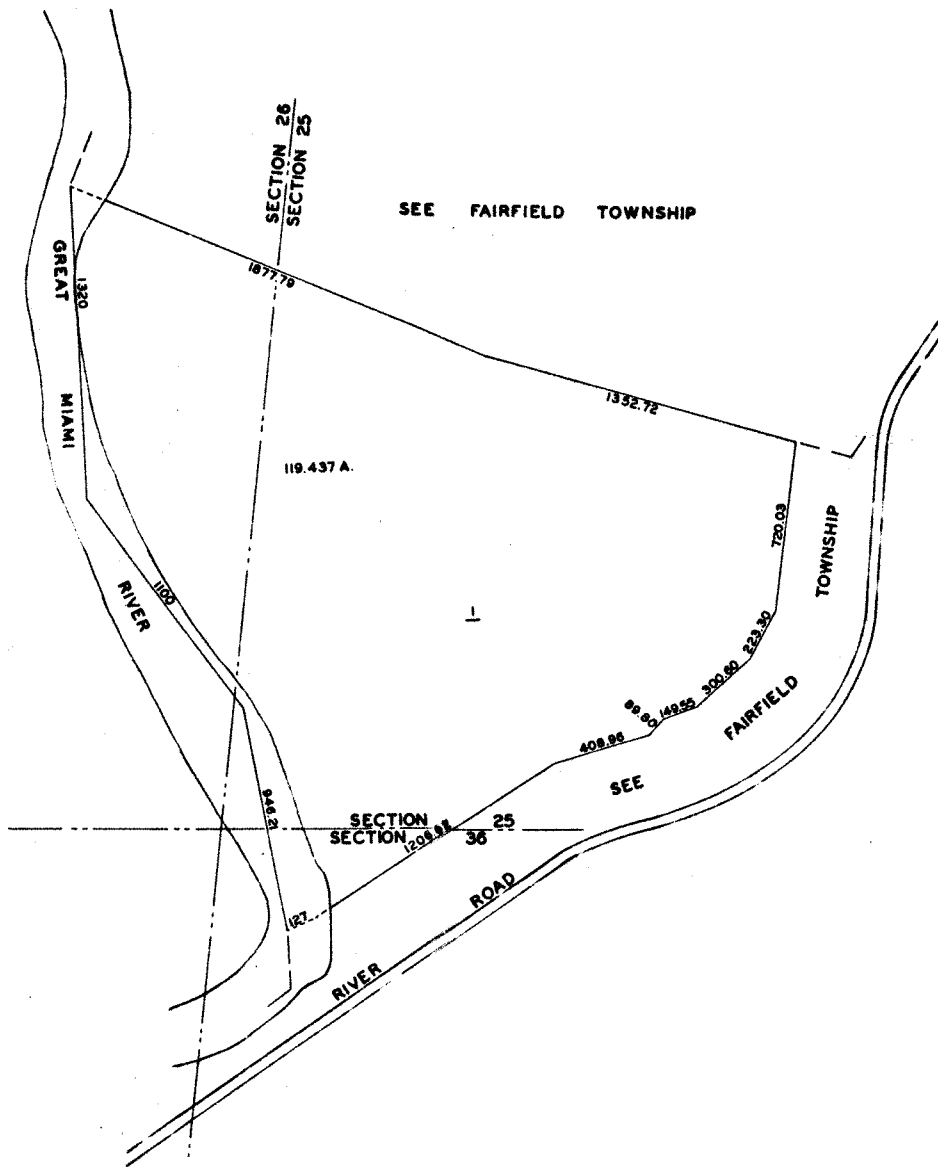 SECTION 26
SECTION 25
SEE FAIRFIELD TOWNSHIP
GREAT
MIAMI
RIVER
1320
1877.79
1352.72
119.437 A.
720.03
TOWNSHIP
1100
1
223.30
300.60
149.55
89.80
408.96
FAIRFIELD
SEE
946.21
SECTION 25
SECTION 36
127
RIVER ROAD